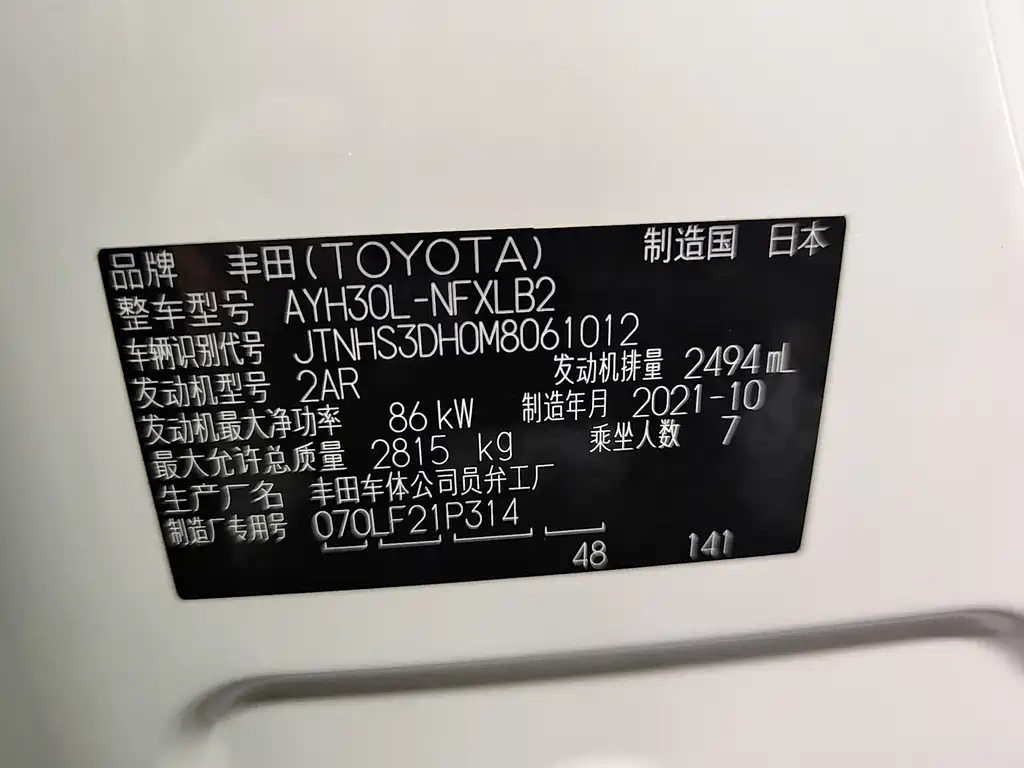 品牌 丰田(TOYOTA) 制造国 日本
整车型号 AYH30L-NFXLB2
车辆识别代号 JTNHS3DH0M8061012
发动机型号 2AR 发动机排量 2494 mL
发动机最大净功率 86 kW 制造年月 2021-10
最大允许总质量 2815 kg 乘坐人数 7
生产厂名 丰田车体公司员弁工厂
制造厂专用号 070LF21P314
48 141